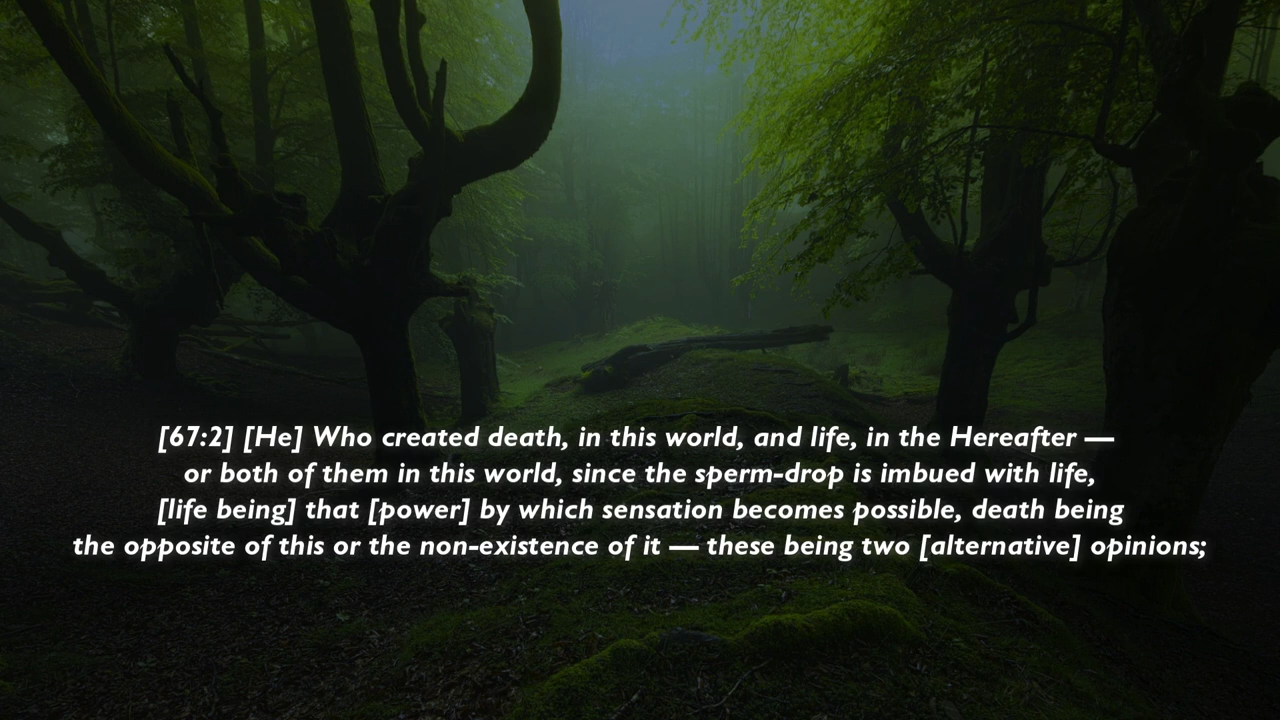 [67:2] [He] Who created death, in this world, and life, in the Hereafter —
or both of them in this world, since the sperm-drop is imbued with life,
[life being] that [power] by which sensation becomes possible, death being
the opposite of this or the non-existence of it — these being two [alternative] opinions;